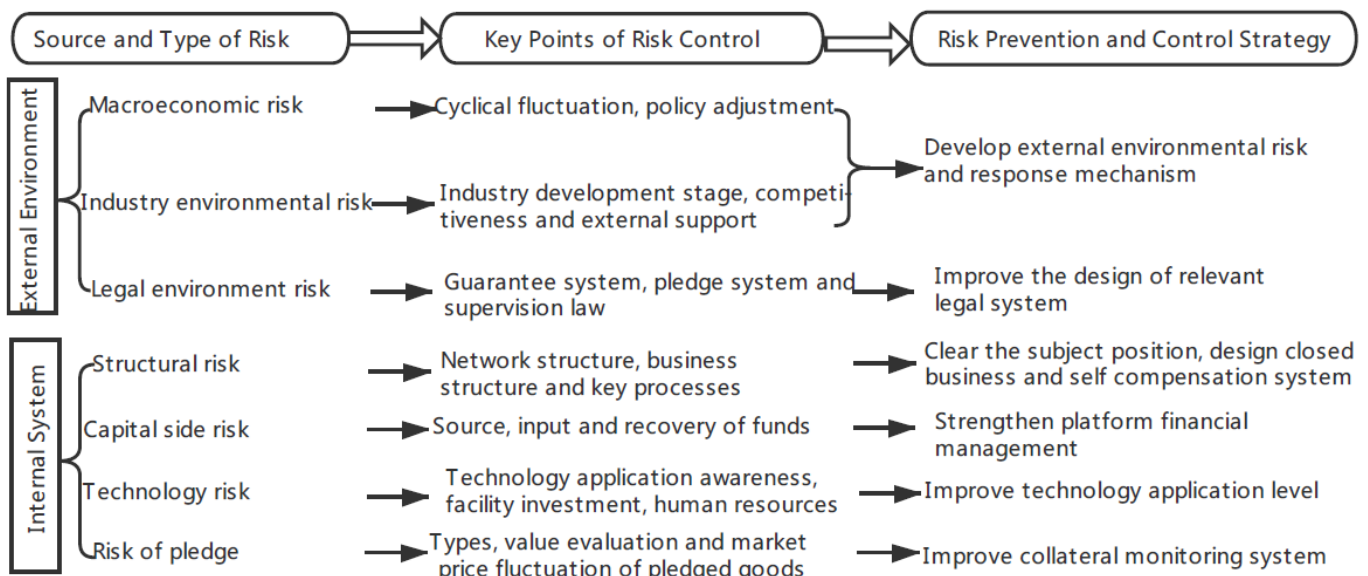 Source and Type of Risk
Key Points of Risk Control
Risk Prevention and Control Strategy
External Environment
Macroeconomic risk
Cyclical fluctuation, policy adjustment
Develop external environmental risk
and response mechanism
Industry environmental risk
Industry development stage, competi-
tiveness and external support
Legal environment risk
Guarantee system, pledge system and
supervision law
Improve the design of relevant
legal system
Internal System
Structural risk
Network structure, business
structure and key processes
Clear the subject position, design closed
business and self compensation system
Capital side risk
Source, input and recovery of funds
Strengthen platform financial
management
Technology risk
Technology application awareness,
facility investment, human resources
Improve technology application level
Risk of pledge
Types, value evaluation and market
price fluctuation of pledged goods
Improve collateral monitoring system